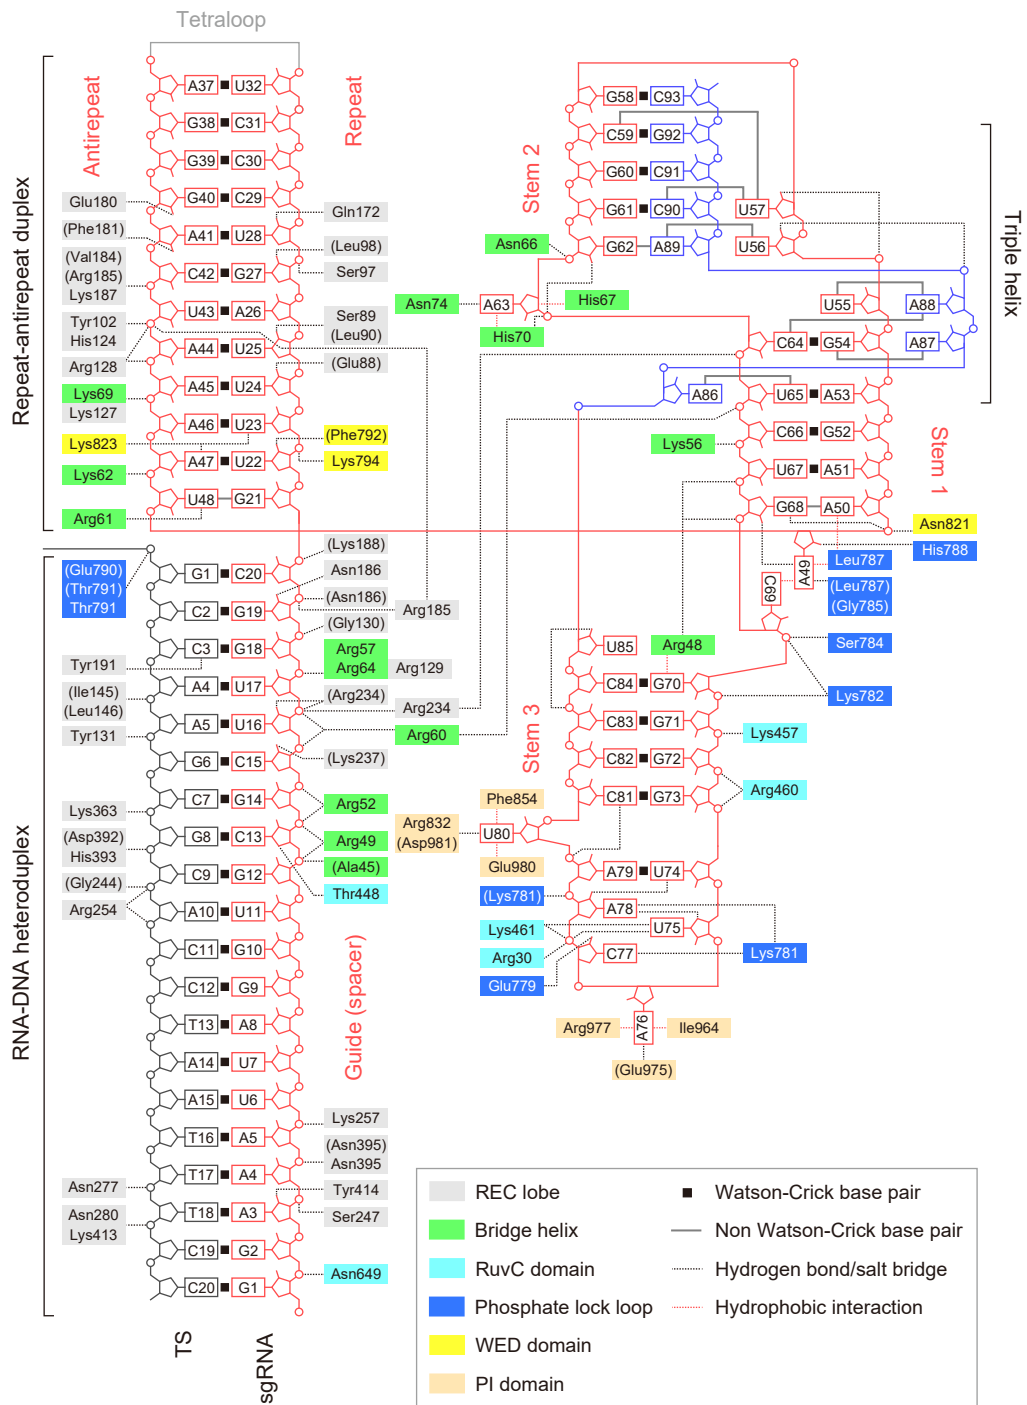 Tetraloop
Repeat-antirepeat duplex
Antirepeat
Repeat
A37 U32
G38 C31
G39 C30
G40 C29
A41 U28
C42 G27
U43 A26
A44 U25
A45 U24
A46 U23
A47 U22
U48 G21
Glu180
(Phe181)
(Val184)
(Arg185)
Lys187
Tyr102
His124
Arg128
Lys69
Lys127
Lys823
Lys62
Arg61
Gln172
(Leu98)
Ser97
Ser89
(Leu90)
(Glu88)
(Phe792)
Lys794
RNA-DNA heteroduplex
Guide (spacer)
G1 C20
C2 G19
C3 G18
A4 U17
A5 U16
G6 C15
C7 G14
G8 C13
C9 G12
A10 U11
C11 G10
C12 G9
T13 A8
A14 U7
A15 U6
T16 A5
T17 A4
T18 A3
C19 G2
C20 G1
TS
sgRNA
(Glu790)
(Thr791)
Thr791
Tyr191
(Ile145)
(Leu146)
Tyr131
Lys363
(Asp392)
His393
(Gly244)
Arg254
Asn277
Asn280
Lys413
(Lys188)
Asn186
(Asn186)
Arg185
(Gly130)
Arg57
Arg64
Arg129
(Arg234)
Arg234
Arg60
(Lys237)
Arg52
Arg49
(Ala45)
Thr448
Lys257
(Asn395)
Asn395
Tyr414
Ser247
Asn649
Stem 2
G58 C93
C59 G92
G60 C91
G61 C90 U57
G62 A89 U56
Triple helix
Asn66
Asn74
A63
His67
His70
U55 A88
C64 G54 A87
A86
U65 A53
C66 G52
U67 A51
G68 A50
Stem 1
Lys56
Asn821
His788
Leu787
(Leu787)
(Gly785)
A49
C69
Ser784
Lys782
Arg48
Stem 3
U85
C84 G70
C83 G71
C82 G72
C81 G73
U80
A79 U74
A78
U75
C77
A76
Lys457
Arg460
Phe854
Arg832
(Asp981)
Glu980
(Lys781)
Lys461
Arg30
Glu779
Lys781
Arg977
Ile964
(Glu975)
REC lobe
Bridge helix
RuvC domain
Phosphate lock loop
WED domain
PI domain
Watson-Crick base pair
Non Watson-Crick base pair
Hydrogen bond/salt bridge
Hydrophobic interaction